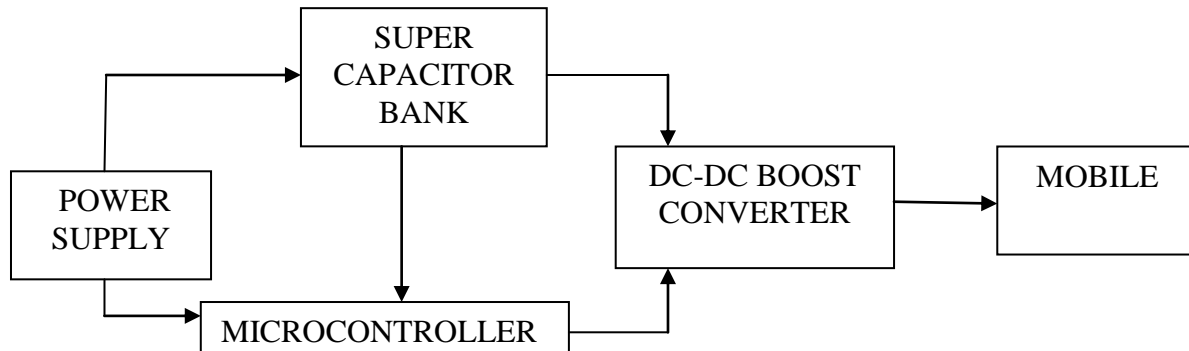 SUPER
CAPACITOR
BANK
POWER
SUPPLY
DC-DC BOOST
CONVERTER
MOBILE
MICROCONTROLLER